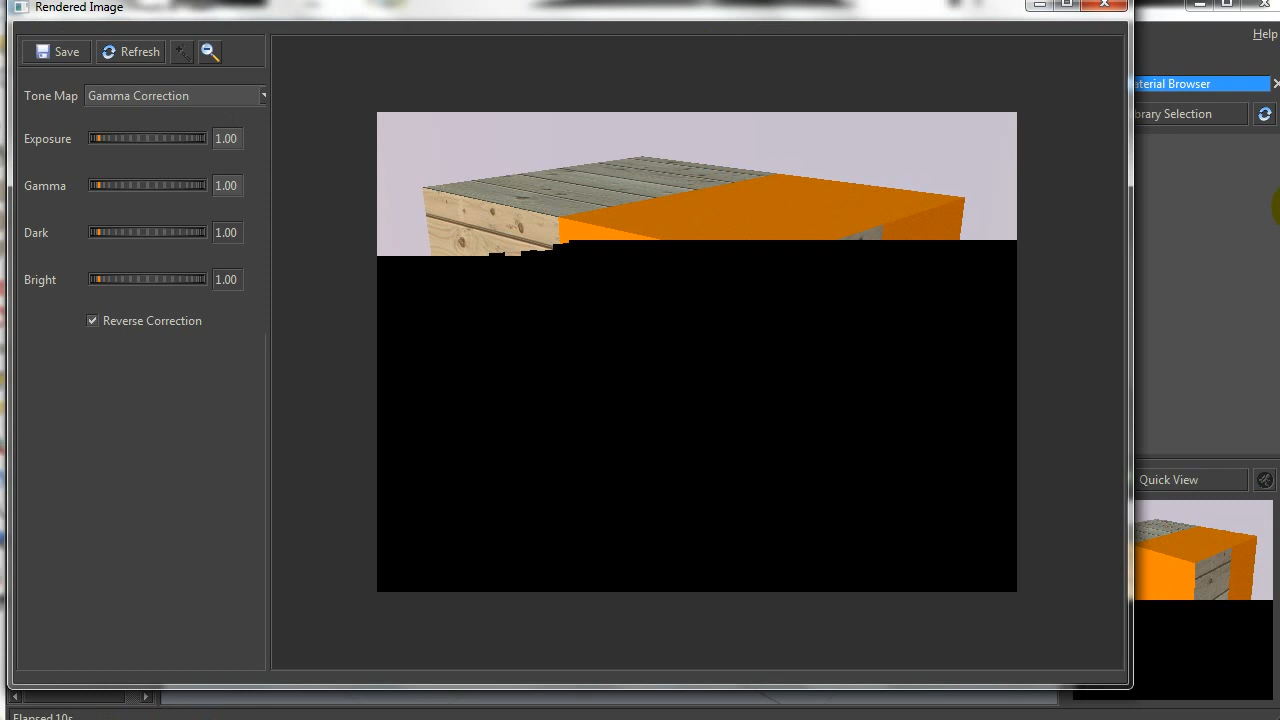 Rendered Image
Help
Save
Refresh
Tone Map
Gamma Correction
Exposure
1.00
Gamma
1.00
Dark
1.00
Bright
1.00
Reverse Correction
aterial Browser
brary Selection
Quick View
Elapsed 10s